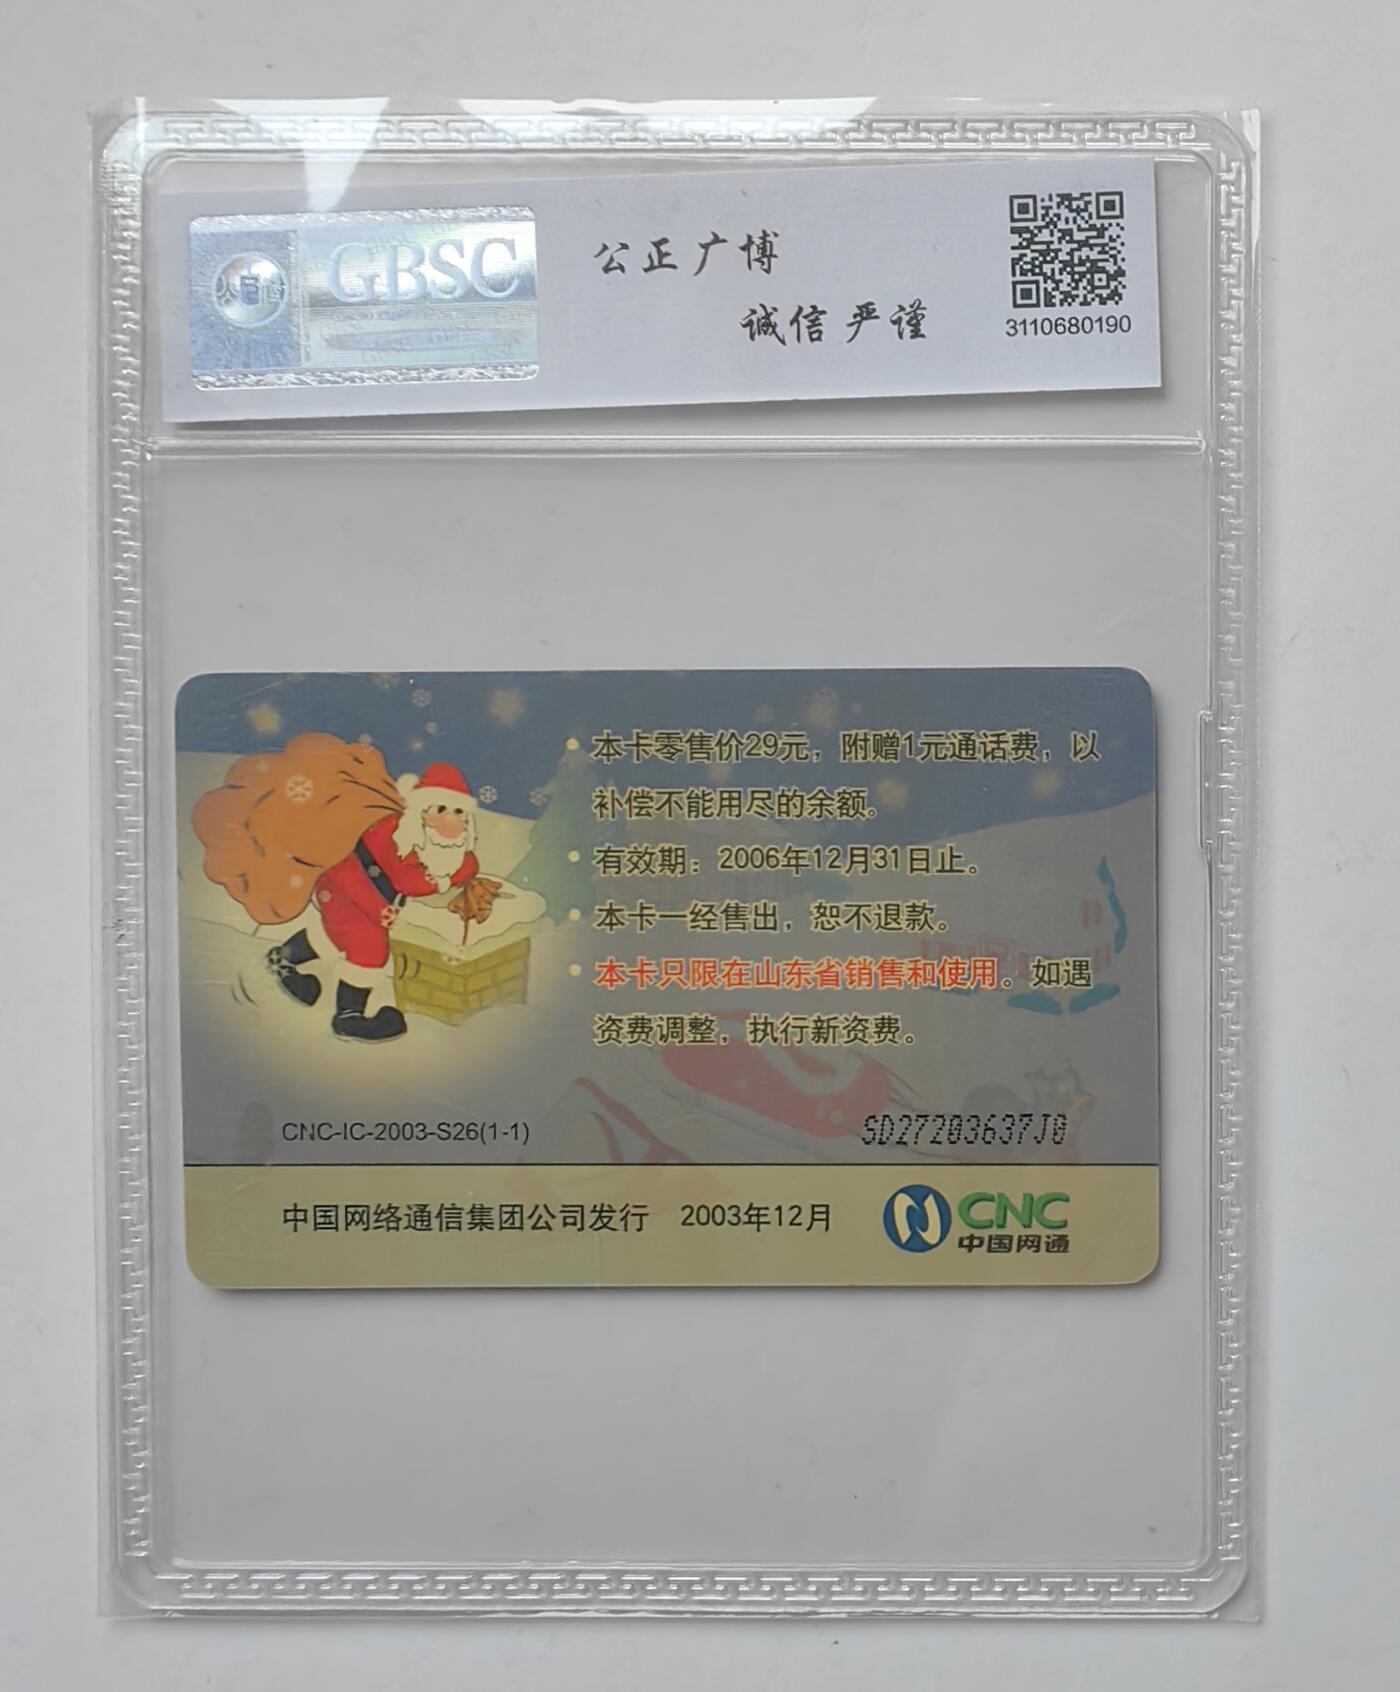 GBSC
公正广博
诚信严谨
3110680190
本卡零售价29元，附赠1元通话费，以
补偿不能用尽的余额。
有效期：2006年12月31日止。
本卡一经售出，恕不退款。
本卡只限在山东省销售和使用。如遇
资费调整，执行新资费。
CNC-IC-2003-S26(1-1)
SD27203637J0
中国网络通信集团公司发行 2003年12月
CNC
中国网通